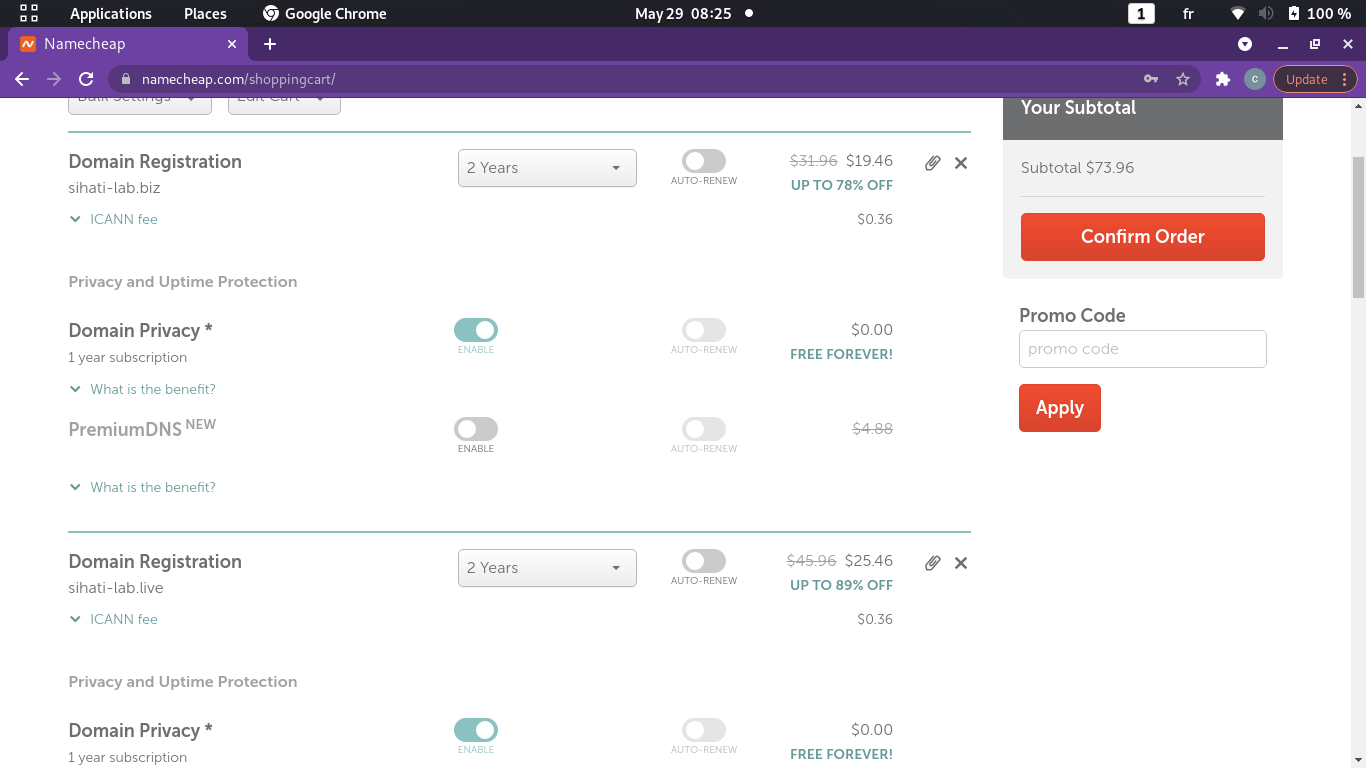 Applications Places Google Chrome May 29 08:25 1 fr 100 %
Namecheap
namecheap.com/shoppingcart/ c Update
Bulk Settings Edit Cart
Your Subtotal
Subtotal $73.96
Confirm Order
Promo Code
promo code
Apply
Domain Registration 2 Years $31.96 $19.46
sihati-lab.biz AUTO-RENEW UP TO 78% OFF
ICANN fee $0.36
Privacy and Uptime Protection
Domain Privacy * $0.00
1 year subscription ENABLE AUTO-RENEW FREE FOREVER!
What is the benefit?
PremiumDNS NEW $4.88
ENABLE AUTO-RENEW
What is the benefit?
Domain Registration 2 Years $45.96 $25.46
sihati-lab.live AUTO-RENEW UP TO 89% OFF
ICANN fee $0.36
Privacy and Uptime Protection
Domain Privacy * $0.00
1 year subscription ENABLE AUTO-RENEW FREE FOREVER!